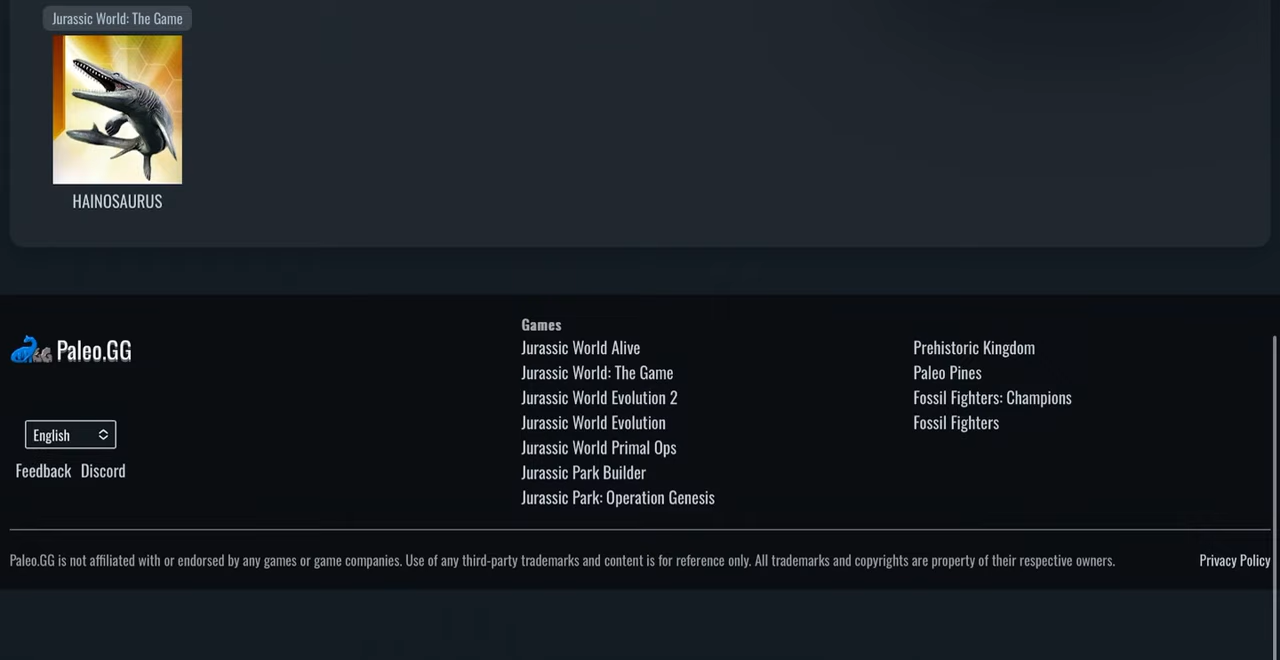 Jurassic World: The Game
HAINOSAURUS
Paleo.GG
English
Feedback Discord
Games
Jurassic World Alive
Jurassic World: The Game
Jurassic World Evolution 2
Jurassic World Evolution
Jurassic World Primal Ops
Jurassic Park Builder
Jurassic Park: Operation Genesis
Prehistoric Kingdom
Paleo Pines
Fossil Fighters: Champions
Fossil Fighters
Paleo.GG is not affiliated with or endorsed by any games or game companies. Use of any third-party trademarks and content is for reference only. All trademarks and copyrights are property of their respective owners.
Privacy Policy